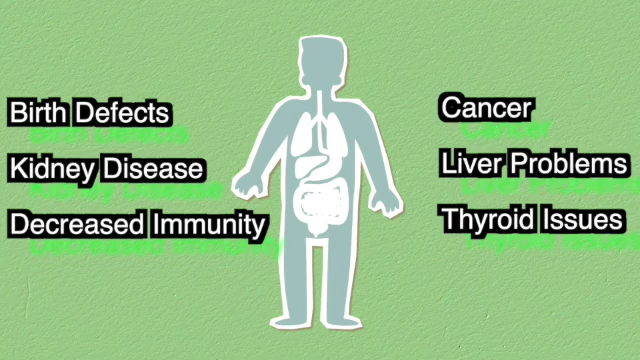 Birth Defects
Kidney Disease
Decreased Immunity
Cancer
Liver Problems
Thyroid Issues